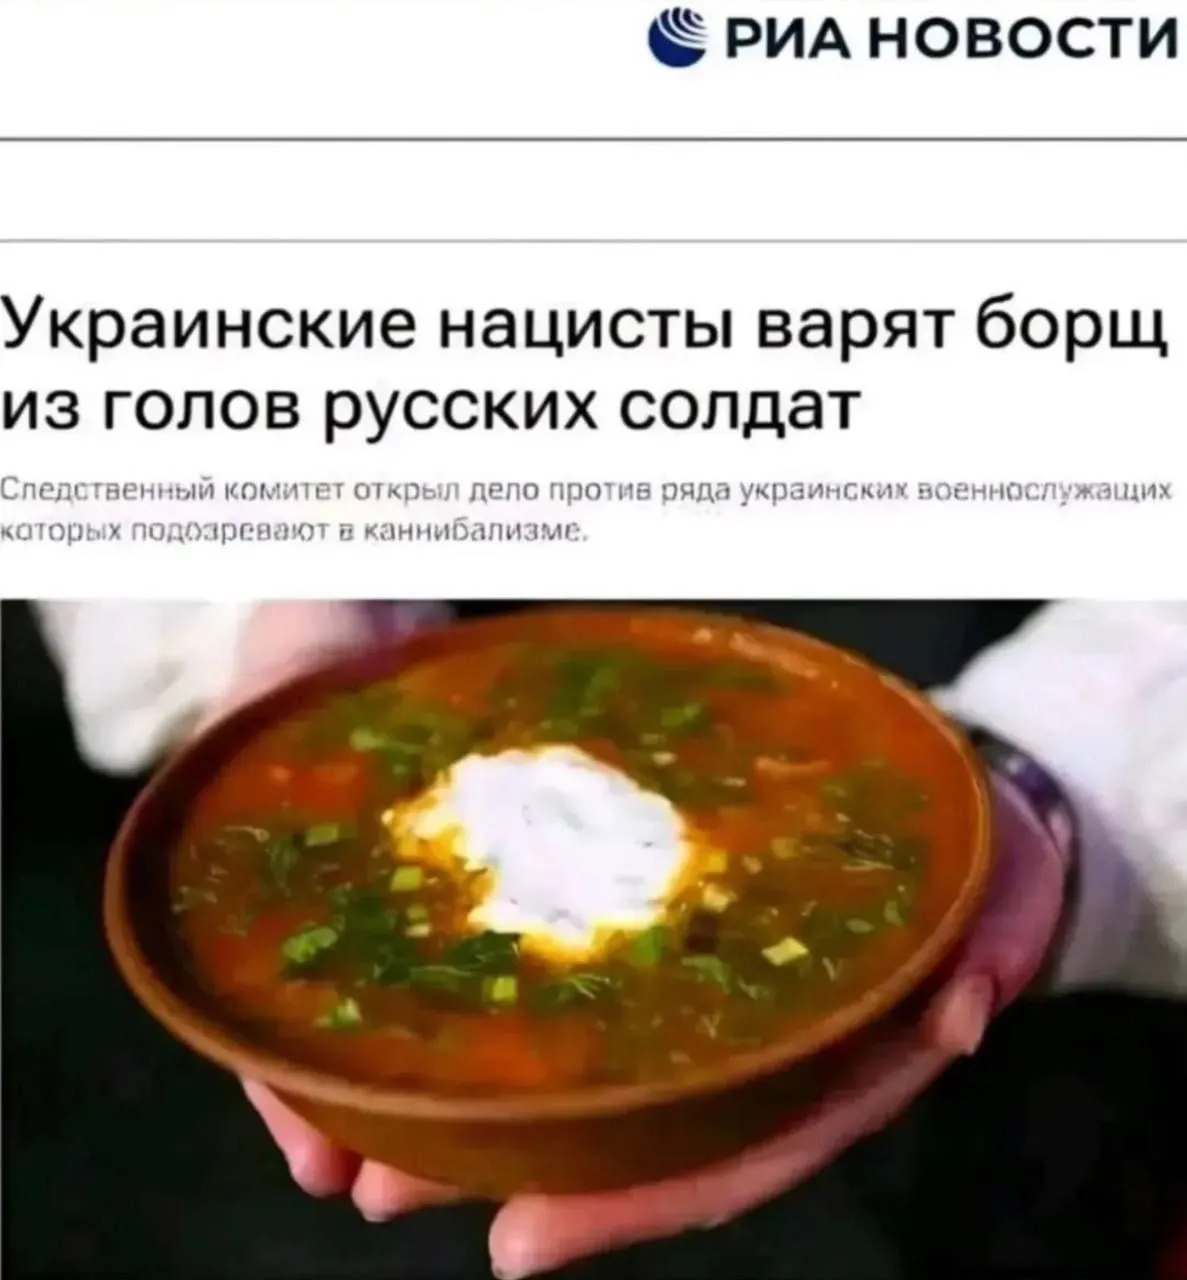 РИА НОВОСТИ
Украинские нацисты варят борщ
из голов русских солдат
Следственный комитет открыл дело против ряда украинских военнослужащих
которых подозревают в каннибализме.